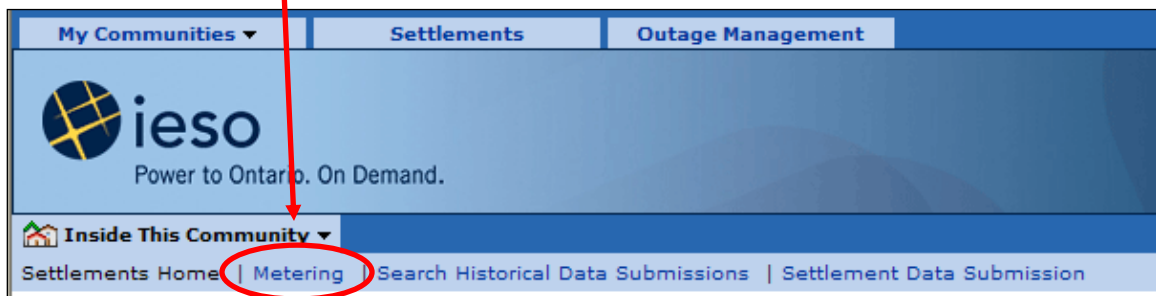 My Communities ▼ Settlements Outage Management
ieso
Power to Ontario. On Demand.
Inside This Community ▼
Settlements Home | Metering | Search Historical Data Submissions | Settlement Data Submission